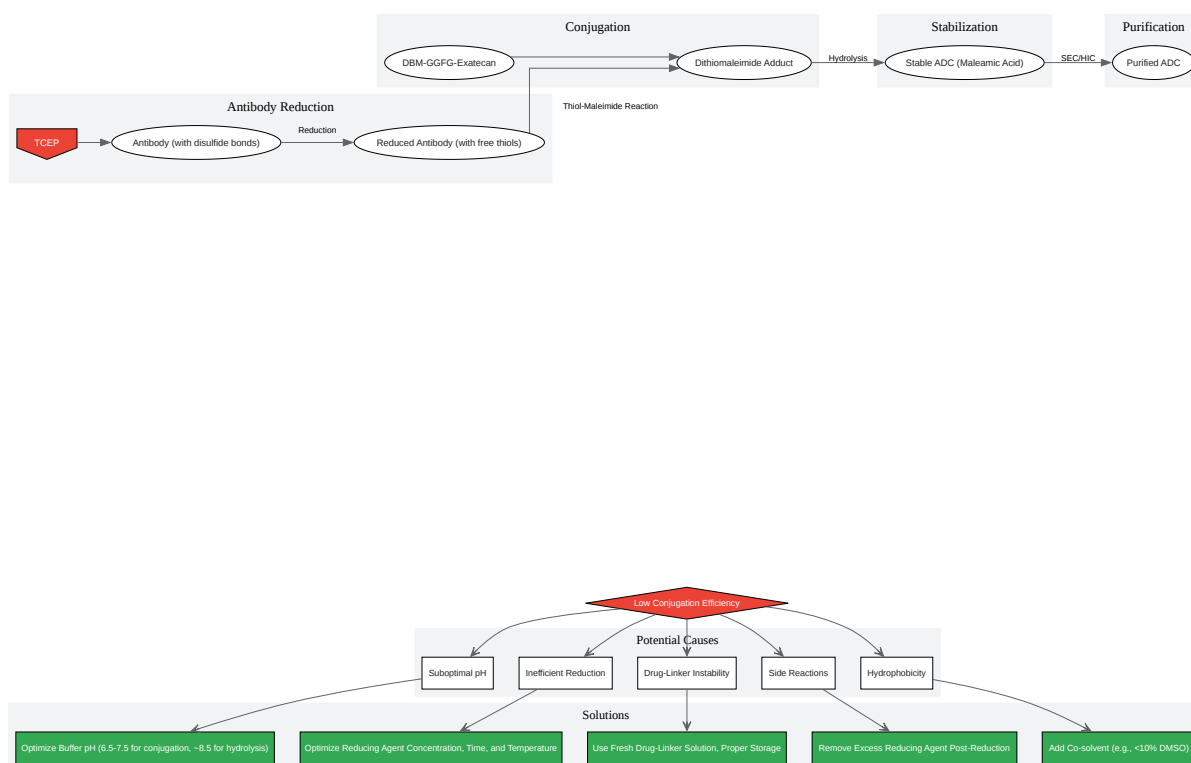 Conjugation
Stabilization
Purification
DBM-GGFG-Exatecan
Dithiomaleimide Adduct
Hydrolysis
Stable ADC (Maleamic Acid)
SEC/HIC
Purified ADC
Antibody Reduction
Thiol-Maleimide Reaction
TCEP
Antibody (with disulfide bonds)
Reduction
Reduced Antibody (with free thiols)
Low Conjugation Efficiency
Potential Causes
Suboptimal pH
Inefficient Reduction
Drug-Linker Instability
Side Reactions
Hydrophobicity
Solutions
Optimize Buffer pH (6.5-7.5 for conjugation, ~8.5 for hydrolysis)
Optimize Reducing Agent Concentration, Time, and Temperature
Use Fresh Drug-Linker Solution, Proper Storage
Remove Excess Reducing Agent Post-Reduction
Add Co-solvent (e.g., <10% DMSO)